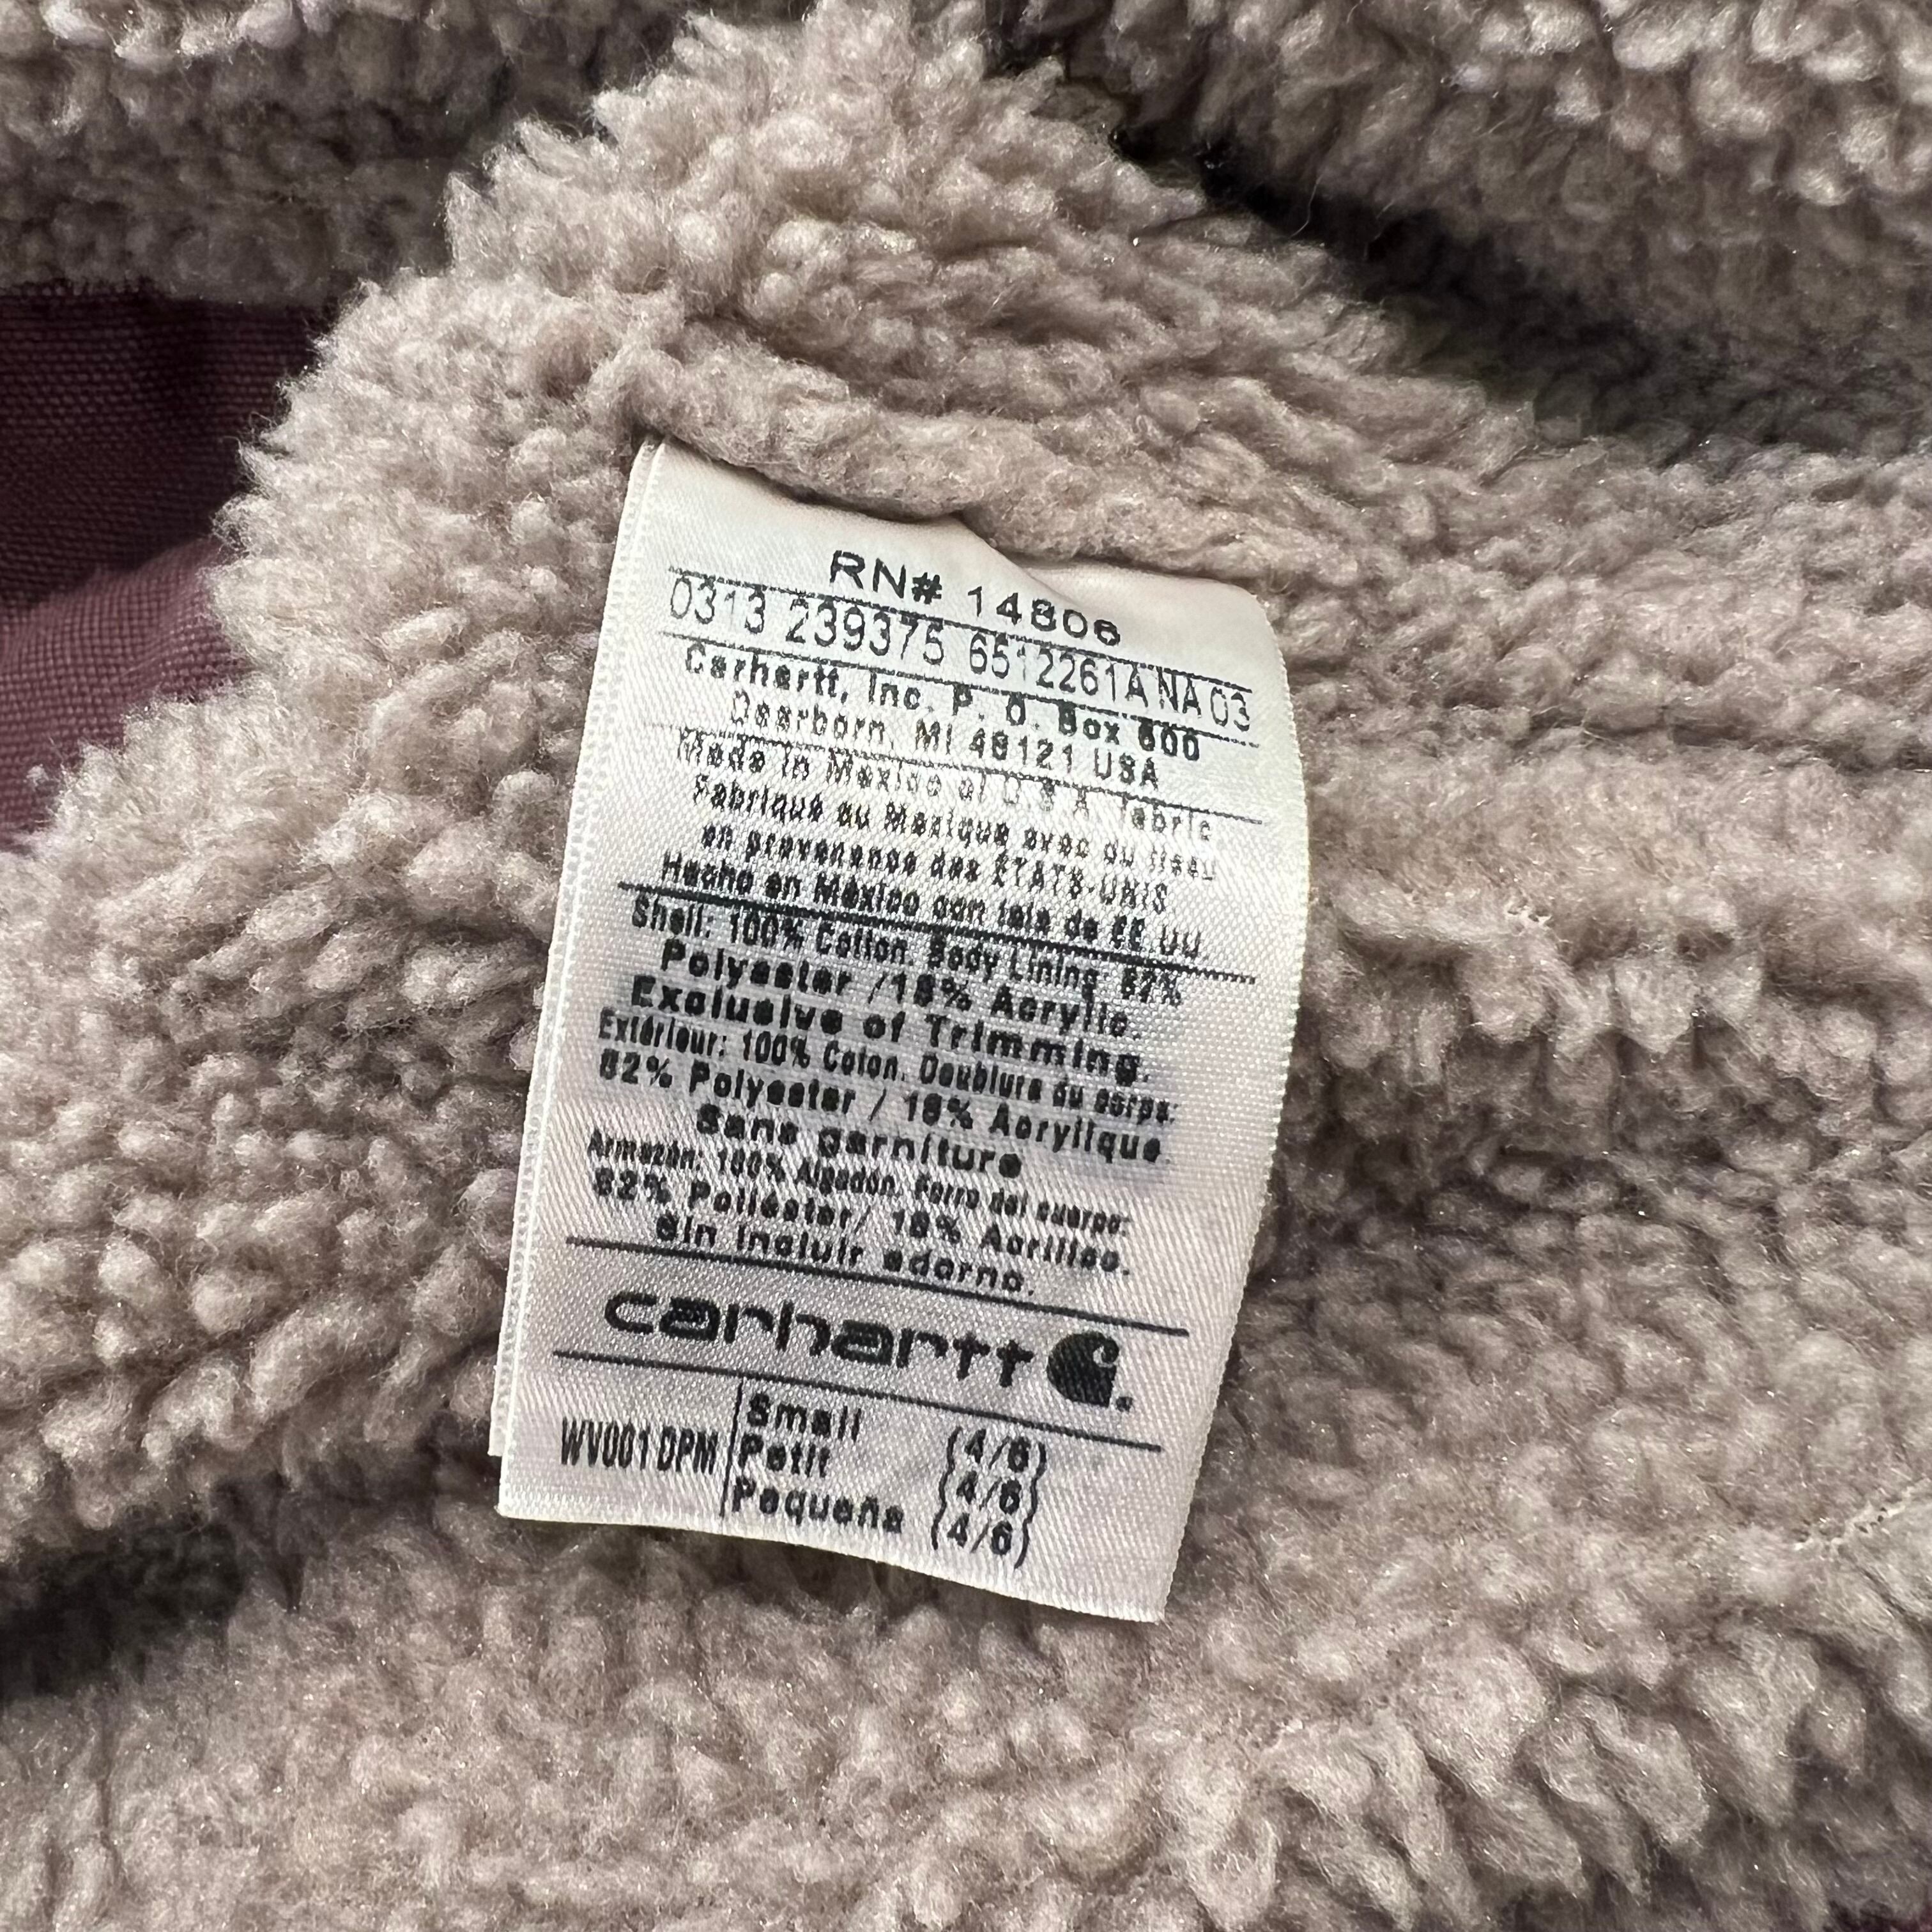 RN# 14806
0313 239375 6512261A NA 03
Carhartt, Inc. P. O. Box 600
Dearborn, MI 48121 USA
Made in Mexico of U.S.A. fabric
Fabriqué au Mexique avec du tissu
en provenance des ÉTATS-UNIS
Hecho en México con tela de EE UU
Shell: 100% Cotton. Body Lining: 82%
Polyester /18% Acrylic.
Exclusive of Trimming.
Extérieur: 100% Coton. Doublure du corps:
82% Polyester / 18% Acrylique
Sans garniture
Armazón: 100% Algodón. Forro del cuerpo:
82% Poliéster/ 18% Acrílico.
Sin incluir adorno.
carhartt
WV001DPM
Small (4/6)
Petit (4/6)
Pequeña (4/6)